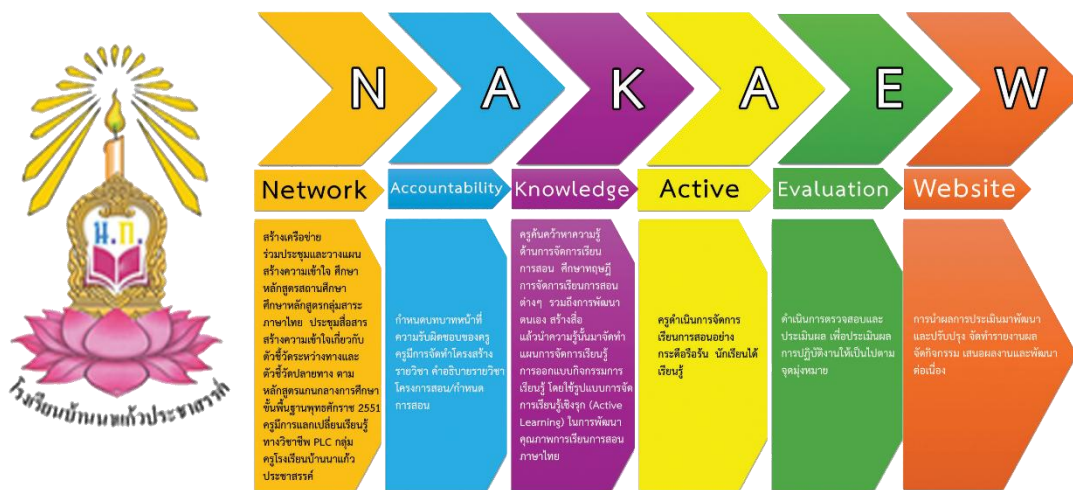 น.ก.
โรงเรียนบ้านนาแก้วประชาสรรค์
N A K A E W
Network
Accountability
Knowledge
Active
Evaluation
Website
สร้างเครือข่าย
ร่วมประชุมและวางแผน
สร้างความเข้าใจ ศึกษา
หลักสูตรสถานศึกษา
ศึกษาหลักสูตรกลุ่มสาระ
ภาษาไทย ประชุมสื่อสาร
สร้างความเข้าใจเกี่ยวกับ
ตัวชี้วัดระหว่างทางและ
ตัวชี้วัดปลายทาง ตาม
หลักสูตรแกนกลางการศึกษา
ขั้นพื้นฐานพุทธศักราช 2551
ครูมีการแลกเปลี่ยนเรียนรู้
ทางวิชาชีพ PLC กลุ่ม
ครูโรงเรียนบ้านนาแก้ว
ประชาสรรค์
กำหนดบทบาทหน้าที่
ความรับผิดชอบของครู
ครูมีการจัดทำโครงสร้าง
รายวิชา คำอธิบายรายวิชา
โครงการสอน/กำหนด
การสอน
ครูค้นคว้าหาความรู้
ด้านการจัดการเรียน
การสอน ศึกษาทฤษฎี
การจัดการเรียนการสอน
ต่างๆ รวมถึงการพัฒนา
ตนเอง สร้างสื่อ
แล้วนำความรู้นั้นมาจัดทำ
แผนการจัดการเรียนรู้
การออกแบบกิจกรรมการ
เรียนรู้ โดยใช้รูปแบบการจัด
การเรียนรู้เชิงรุก (Active
Learning) ในการพัฒนา
คุณภาพการเรียนการสอน
ภาษาไทย
ครูดำเนินการจัดการ
เรียนการสอนอย่าง
กระตือรือร้น นักเรียนได้
เรียนรู้
ดำเนินการตรวจสอบและ
ประเมินผล เพื่อประเมินผล
การปฏิบัติงานให้เป็นไปตาม
จุดมุ่งหมาย
การนำผลการประเมินมาพัฒนา
และปรับปรุง จัดทำรายงานผล
จัดกิจกรรม เสนอผลงานและพัฒนา
ต่อเนื่อง